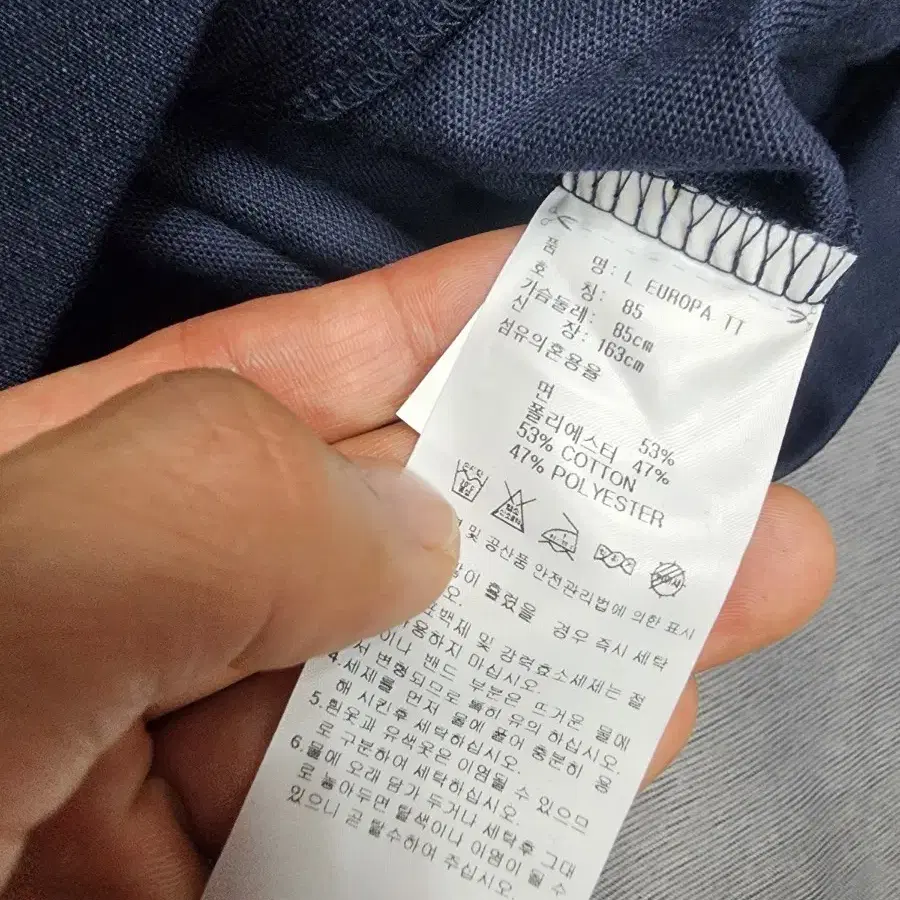 품 명: L EUROPA TT
호 칭: 85
가슴둘레: 85cm
신 장: 163cm
섬유의혼용율
면 53%
폴리에스터 47%
53% COTTON
47% POLYESTER
및 공산품 안전관리법에 의한 표시
이 흘렀을 경우 즉시 세탁
오.
표백제 및 강력효소세제는 절
용하지 마십시오.
이나 밴드 부분은 뜨거운 물에
서 변형되므로 특히 유의 하십시오.
4.세제를 먼저 물에 풀어 충분히 용
해 시킨후 세탁하십시오.
5.흰옷과 유색옷은 이염될 수 있으므
로 구분하여 세탁하십시오.
6.물에 오래 담가 두거나 세탁후 그대
로 놓아두면 탈색이나 이염이 될 수
있으니 곧 탈수하여 주십시오.